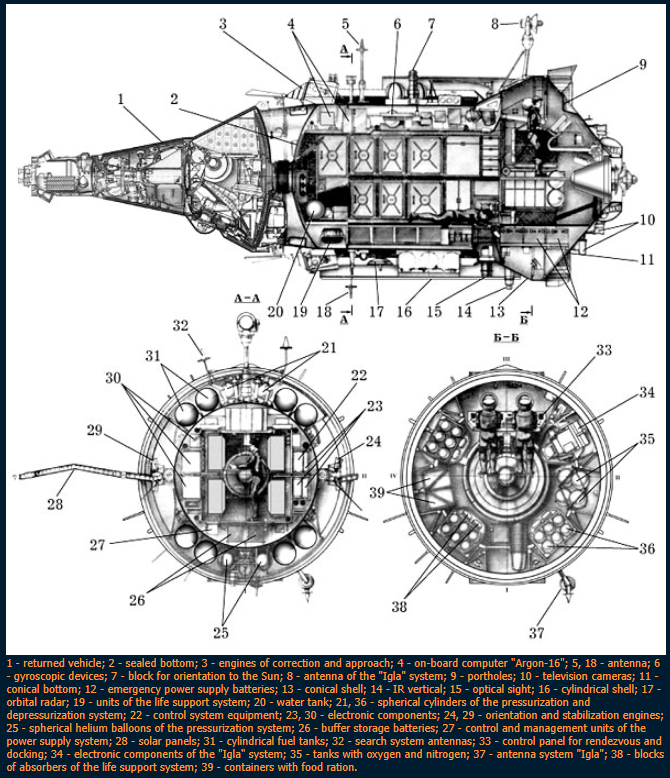 3 4 5 6 7 8
A
9
1 2
10
11
20 19 18 17 16 15 14 13 12
A Б
А–А Б–Б
32 21 33
31 22 34
30 23 35
29 24
III
IV II II
28 39
27 36
26 38
25 37
I
1 - returned vehicle; 2 - sealed bottom; 3 - engines of correction and approach; 4 - on-board computer "Argon-16"; 5, 18 - antenna; 6
- gyroscopic devices; 7 - block for orientation to the Sun; 8 - antenna of the "Igla" system; 9 - portholes; 10 - television cameras; 11 -
conical bottom; 12 - emergency power supply batteries; 13 - conical shell; 14 - IR vertical; 15 - optical sight; 16 - cylindrical shell; 17 -
orbital radar; 19 - units of the life support system; 20 - water tank; 21, 36 - spherical cylinders of the pressurization and
depressurization system; 22 - control system equipment; 23, 30 - electronic components; 24, 29 - orientation and stabilization engines;
25 - spherical helium balloons of the pressurization system; 26 - buffer storage batteries; 27 - control and management units of the
power supply system; 28 - solar panels; 31 - cylindrical fuel tanks; 32 - search system antennas; 33 - control panel for rendezvous and
docking; 34 - electronic components of the "Igla" system; 35 - tanks with oxygen and nitrogen; 37 - antenna system "Igla"; 38 - blocks
of absorbers of the life support system; 39 - containers with food ration.